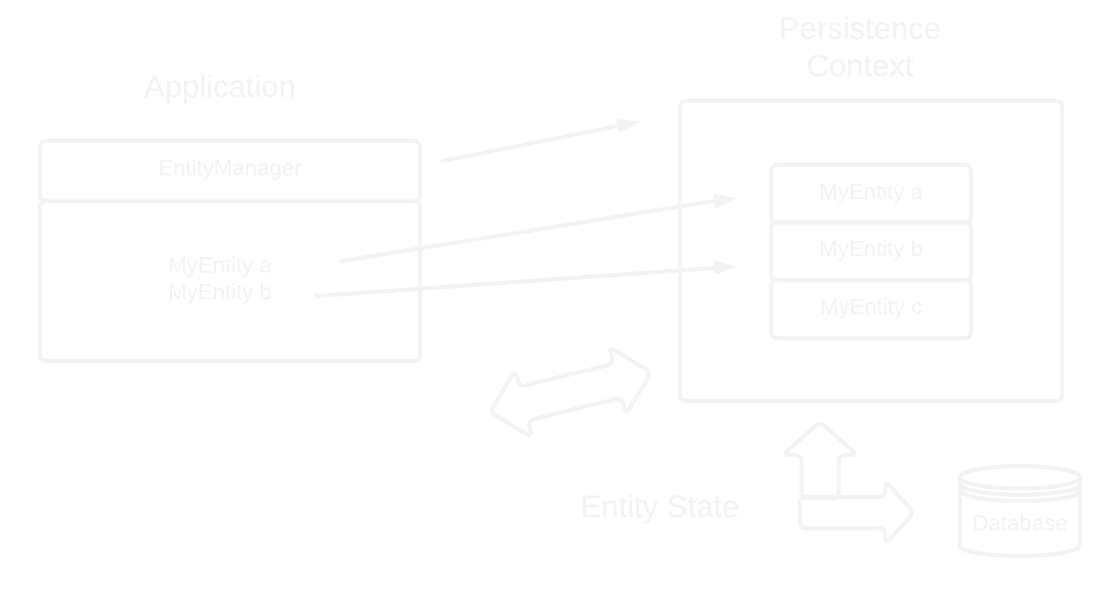 Persistence
Context
Application
EntityManager
MyEntity a
MyEntity b
MyEntity a
MyEntity b
MyEntity c
Entity State
Database